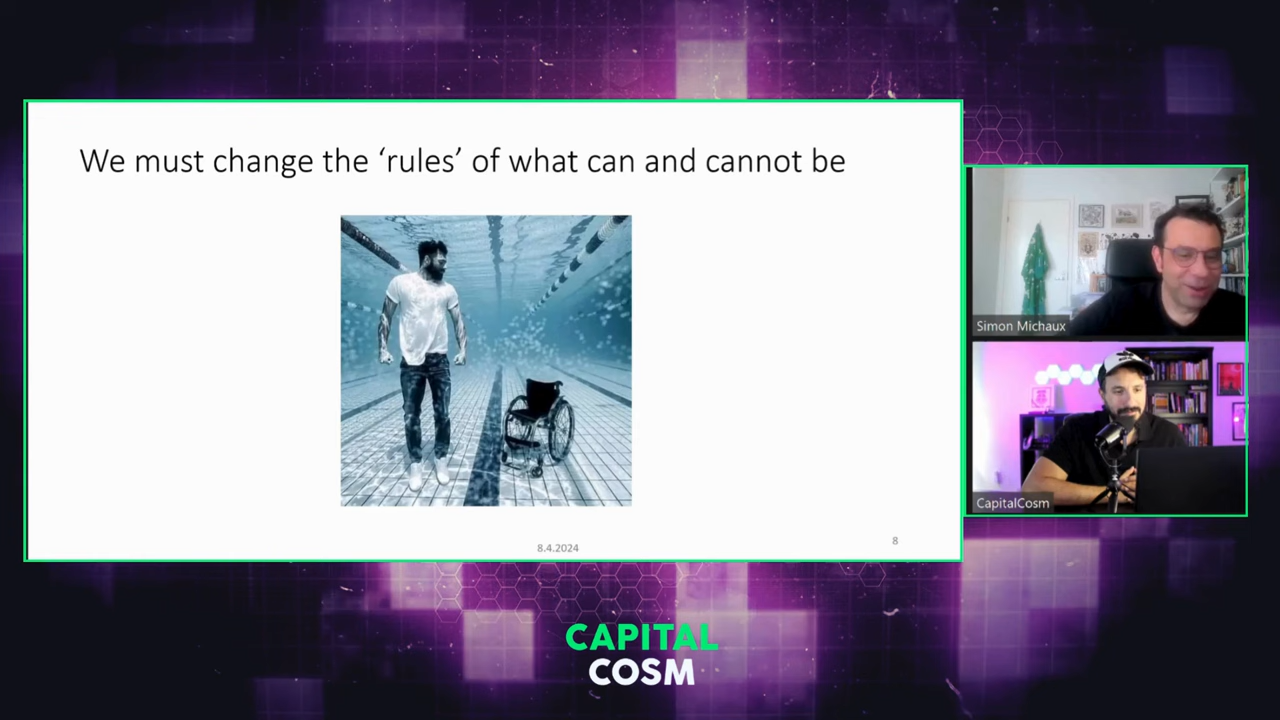 We must change the ‘rules’ of what can and cannot be
8.4.2024
8
Simon Michaux
CapitalCosm
CAPITAL
COSM